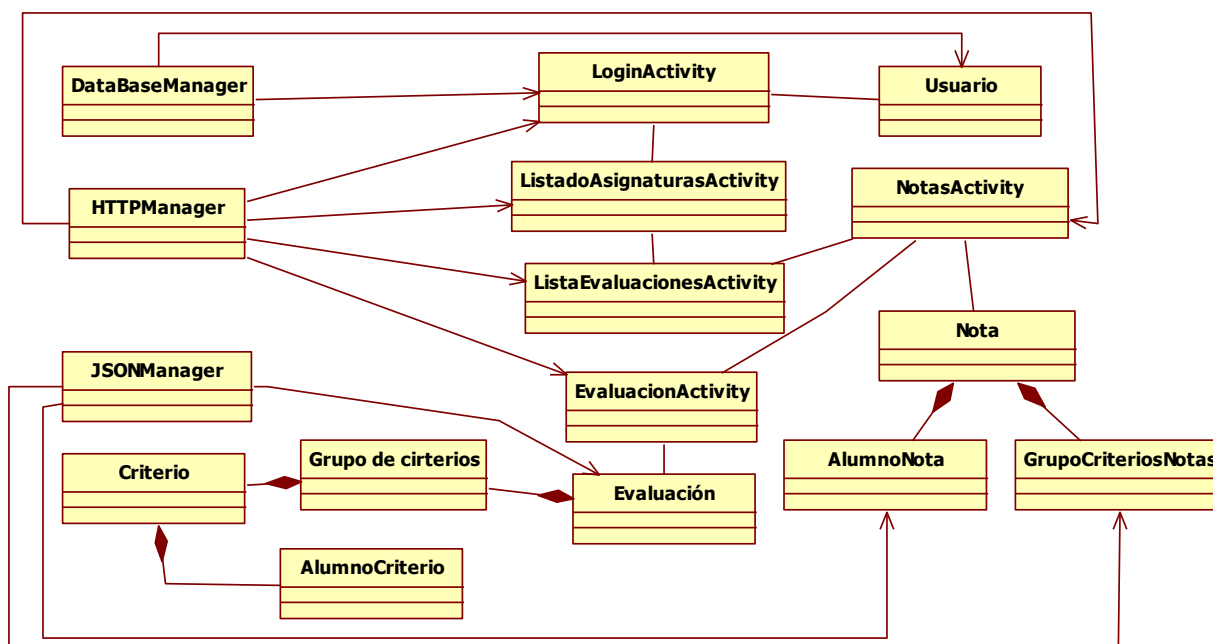 DataBaseManager
LoginActivity
Usuario
HTTPManager
ListadoAsignaturasActivity
NotasActivity
ListaEvaluacionesActivity
Nota
JSONManager
EvaluacionActivity
Criterio
Grupo de cirterios
Evaluación
AlumnoNota
GrupoCriteriosNotas
AlumnoCriterio